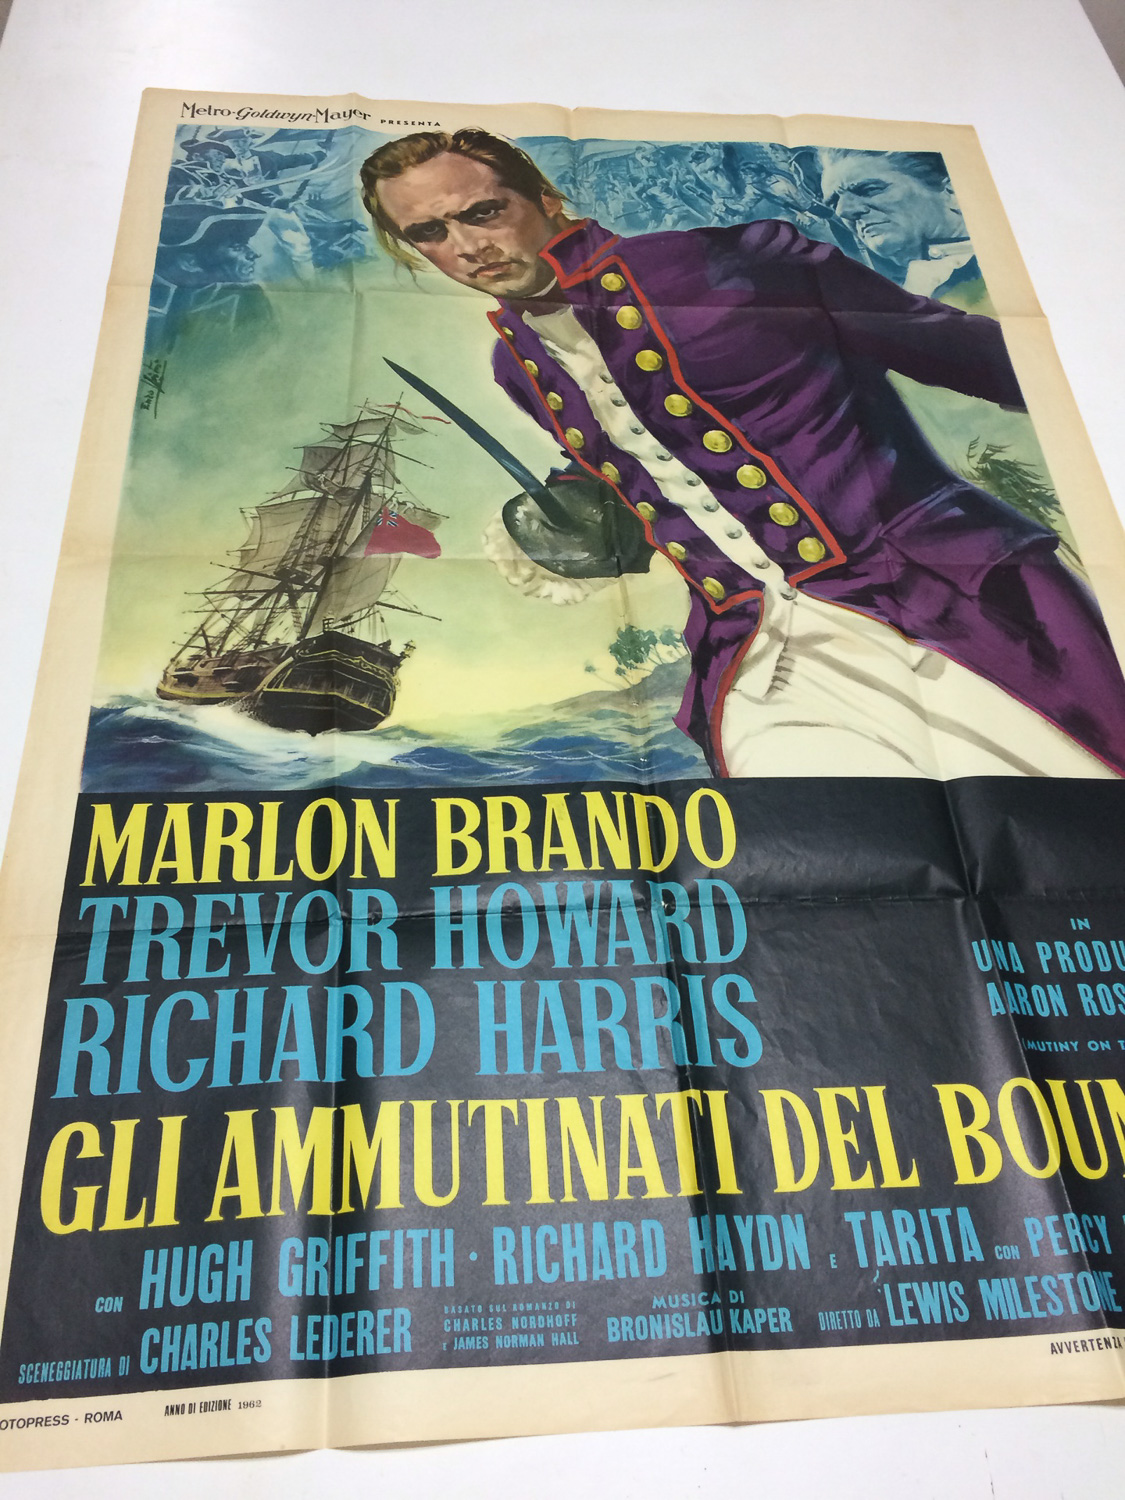 Metro-Goldwyn-Mayer PRESENTA
MARLON BRANDO
TREVOR HOWARD
RICHARD HARRIS
IN
UNA PRODU
AARON ROS
(MUTINY ON T
GLI AMMUTINATI DEL BOUN
CON HUGH GRIFFITH · RICHARD HAYDN E TARITA CON PERCY
SCENEGGIATURA DI CHARLES LEDERER
BASATO SUL ROMANZO DI
CHARLES NORDHOFF
E JAMES NORMAN HALL
MUSICA DI
BRONISLAU KAPER
DIRETTO DA LEWIS MILESTONE
AVVERTENZA
OTOPRESS - ROMA
ANNO DI EDIZIONE 1962